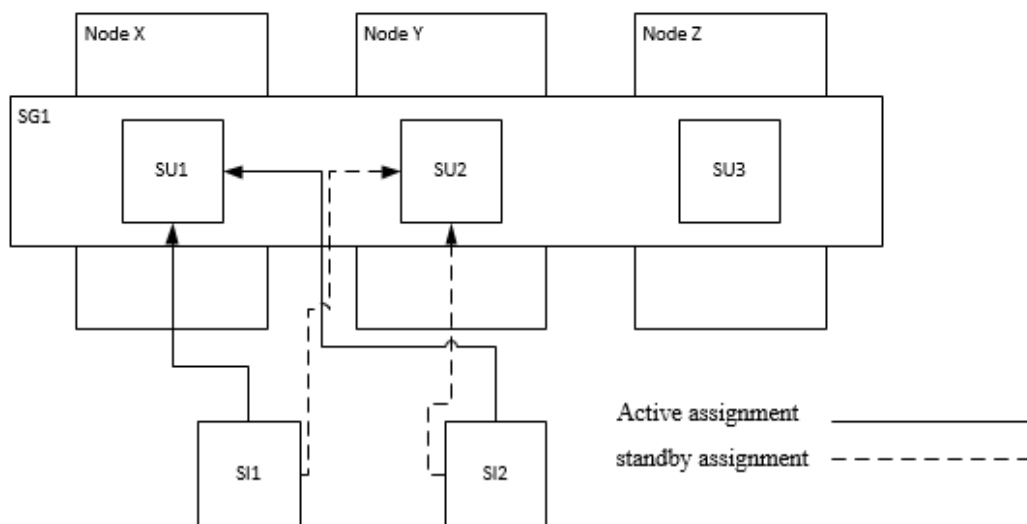 Node X
Node Y
Node Z
SG1
SU1
SU2
SU3
Active assignment
standby assignment
SI1
SI2